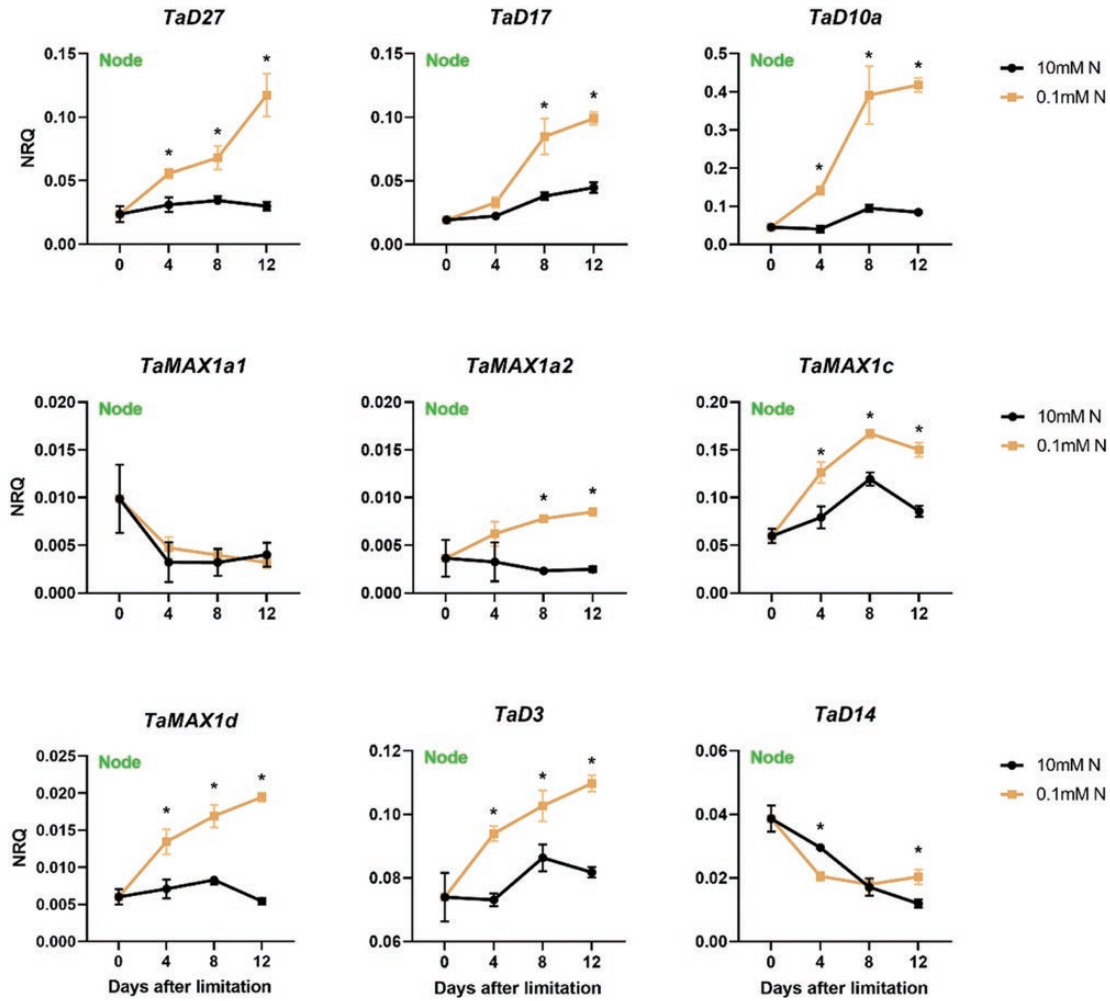 TaD27
TaD17
TaD10a
Node
Node
Node
NRQ
0.15
0.10
0.05
0.00
0 4 8 12
0.15
0.10
0.05
0.00
0 4 8 12
0.5
0.4
0.3
0.2
0.1
0.0
0 4 8 12
* * *
* *
* * *
10mM N
0.1mM N
TaMAX1a1
TaMAX1a2
TaMAX1c
Node
Node
Node
NRQ
0.020
0.015
0.010
0.005
0.000
0 4 8 12
0.020
0.015
0.010
0.005
0.000
0 4 8 12
0.20
0.15
0.10
0.05
0.00
0 4 8 12
* *
* * *
10mM N
0.1mM N
TaMAX1d
TaD3
TaD14
Node
Node
Node
NRQ
0.025
0.020
0.015
0.010
0.005
0.000
0 4 8 12
0.12
0.10
0.08
0.06
0 4 8 12
0.06
0.04
0.02
0.00
0 4 8 12
* * *
* * *
* *
10mM N
0.1mM N
Days after limitation
Days after limitation
Days after limitation